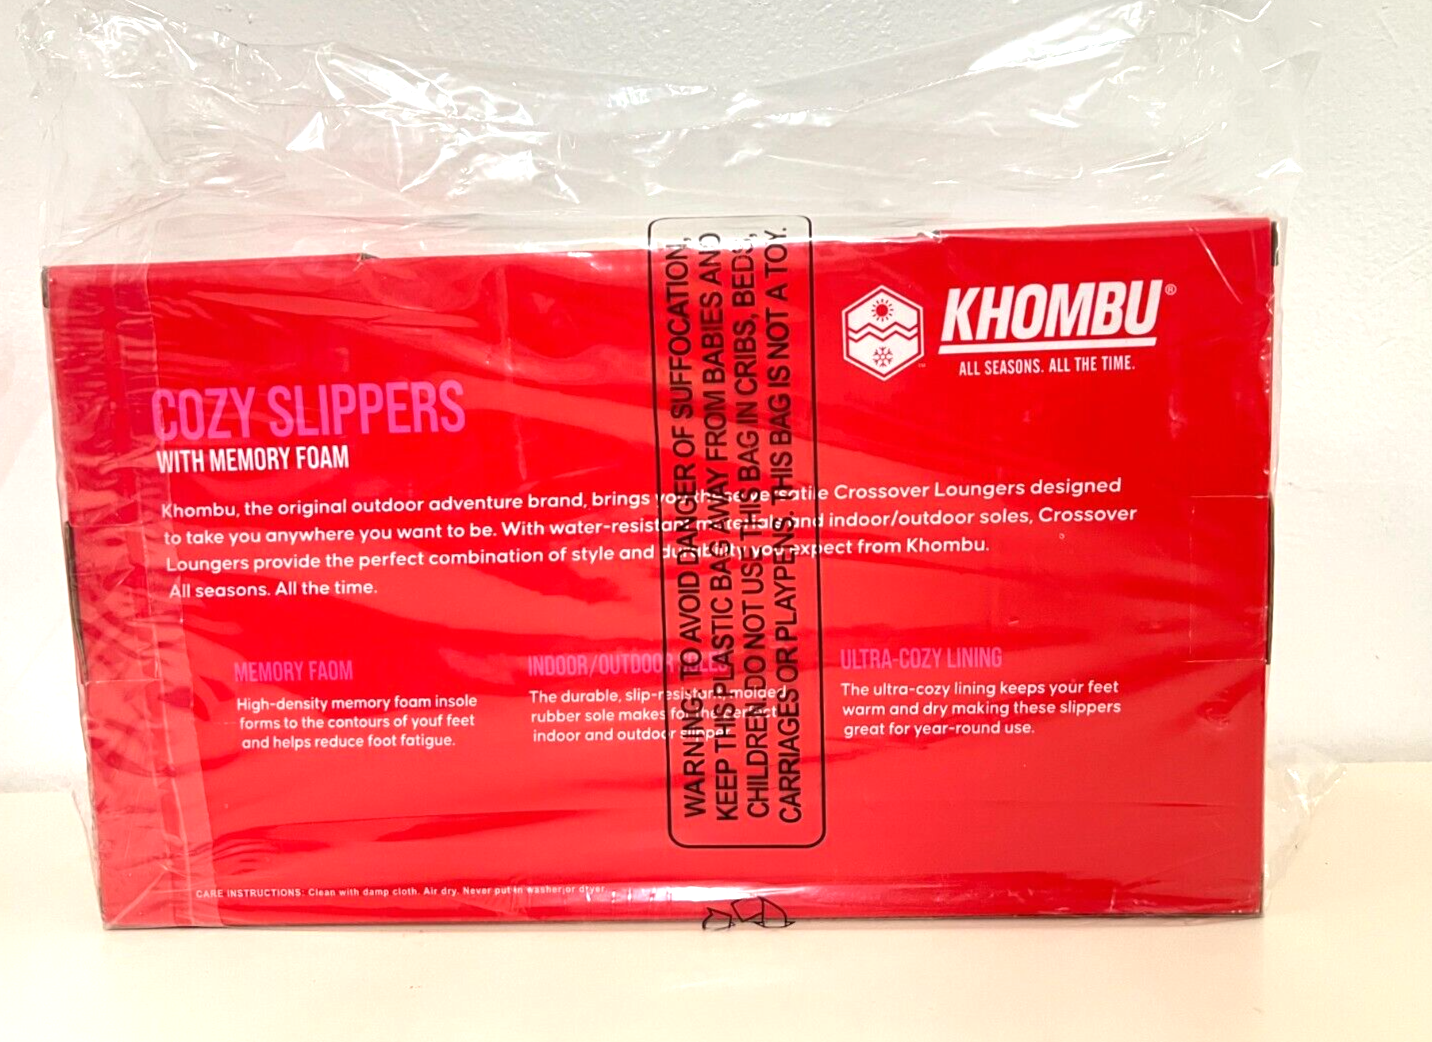 KHOMBU®
ALL SEASONS. ALL THE TIME.
™
COZY SLIPPERS
WITH MEMORY FOAM
Khombu, the original outdoor adventure brand, brings you these versatile Crossover Loungers designed
to take you anywhere you want to be. With water-resistant materials and indoor/outdoor soles, Crossover
Loungers provide the perfect combination of style and durability you expect from Khombu.
All seasons. All the time.
MEMORY FAOM
High-density memory foam insole
forms to the contours of youf feet
and helps reduce foot fatigue.
INDOOR/OUTDOOR SOLES
The durable, slip-resistant, molded
rubber sole makes for the perfect
indoor and outdoor slipper.
ULTRA-COZY LINING
The ultra-cozy lining keeps your feet
warm and dry making these slippers
great for year-round use.
CARE INSTRUCTIONS: Clean with damp cloth. Air dry. Never put in washer or dryer.
WARNING: TO AVOID DANGER OF SUFFOCATION,
KEEP THIS PLASTIC BAG AWAY FROM BABIES AND
CHILDREN. DO NOT USE THIS BAG IN CRIBS, BEDS,
CARRIAGES OR PLAYPENS. THIS BAG IS NOT A TOY.